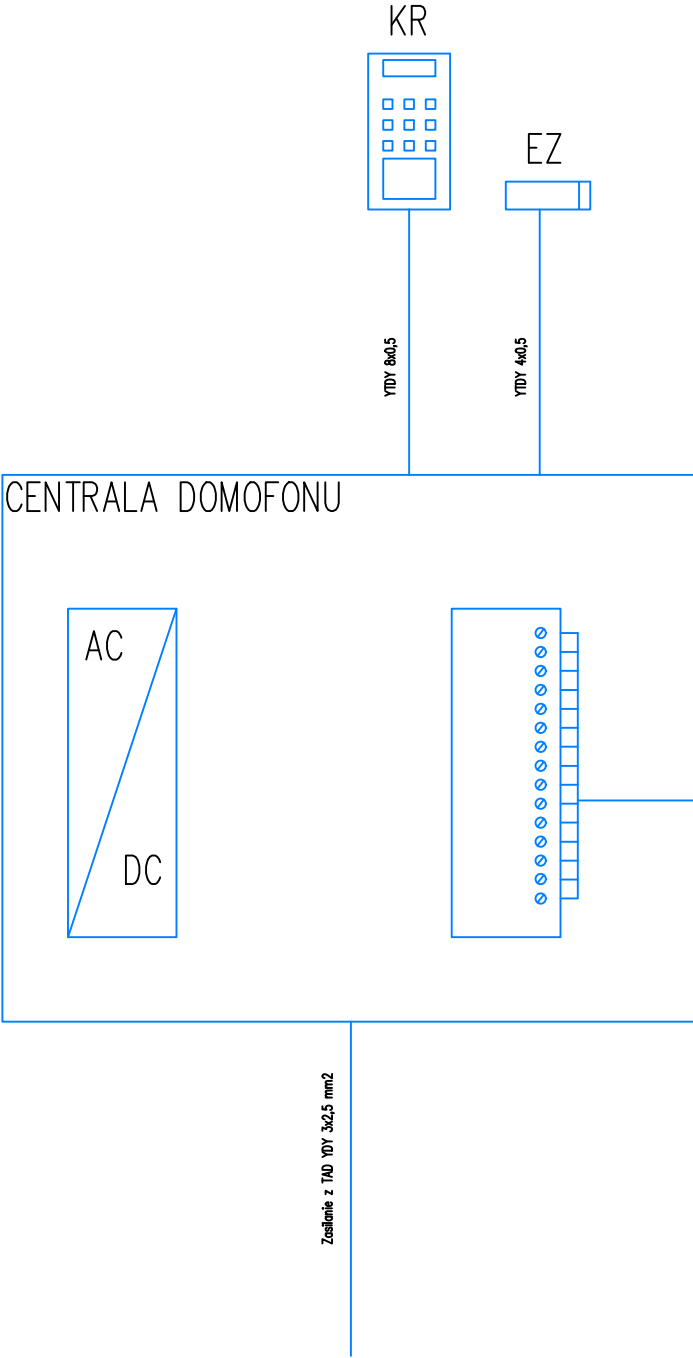 KR
EZ
YTDY 8x0,5
YTDY 4x0,5
CENTRALA DOMOFONU
AC
DC
Zasilanie z TAD YDY 3x2,5 mm2